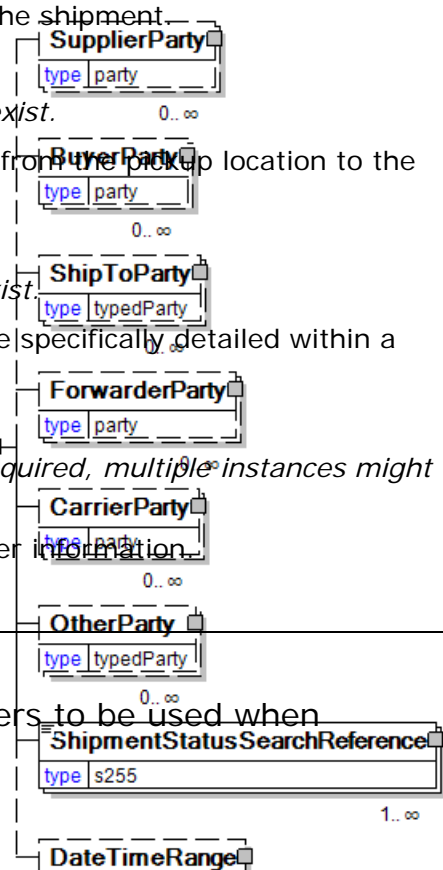 he shipment.
SupplierParty
type party
0.. ∞
xist.
from the pickup location to the
BuyerParty
type party
0.. ∞
ShipToParty
ist.
type typedParty
e specifically detailed within a
0.. ∞
ForwarderParty
type party
0.. ∞
quired, multiple instances might
CarrierParty
type party
er information.
0.. ∞
OtherParty
type typedParty
0.. ∞
ers to be used when
ShipmentStatusSearchReference
type s255
1.. ∞
DateTimeRange